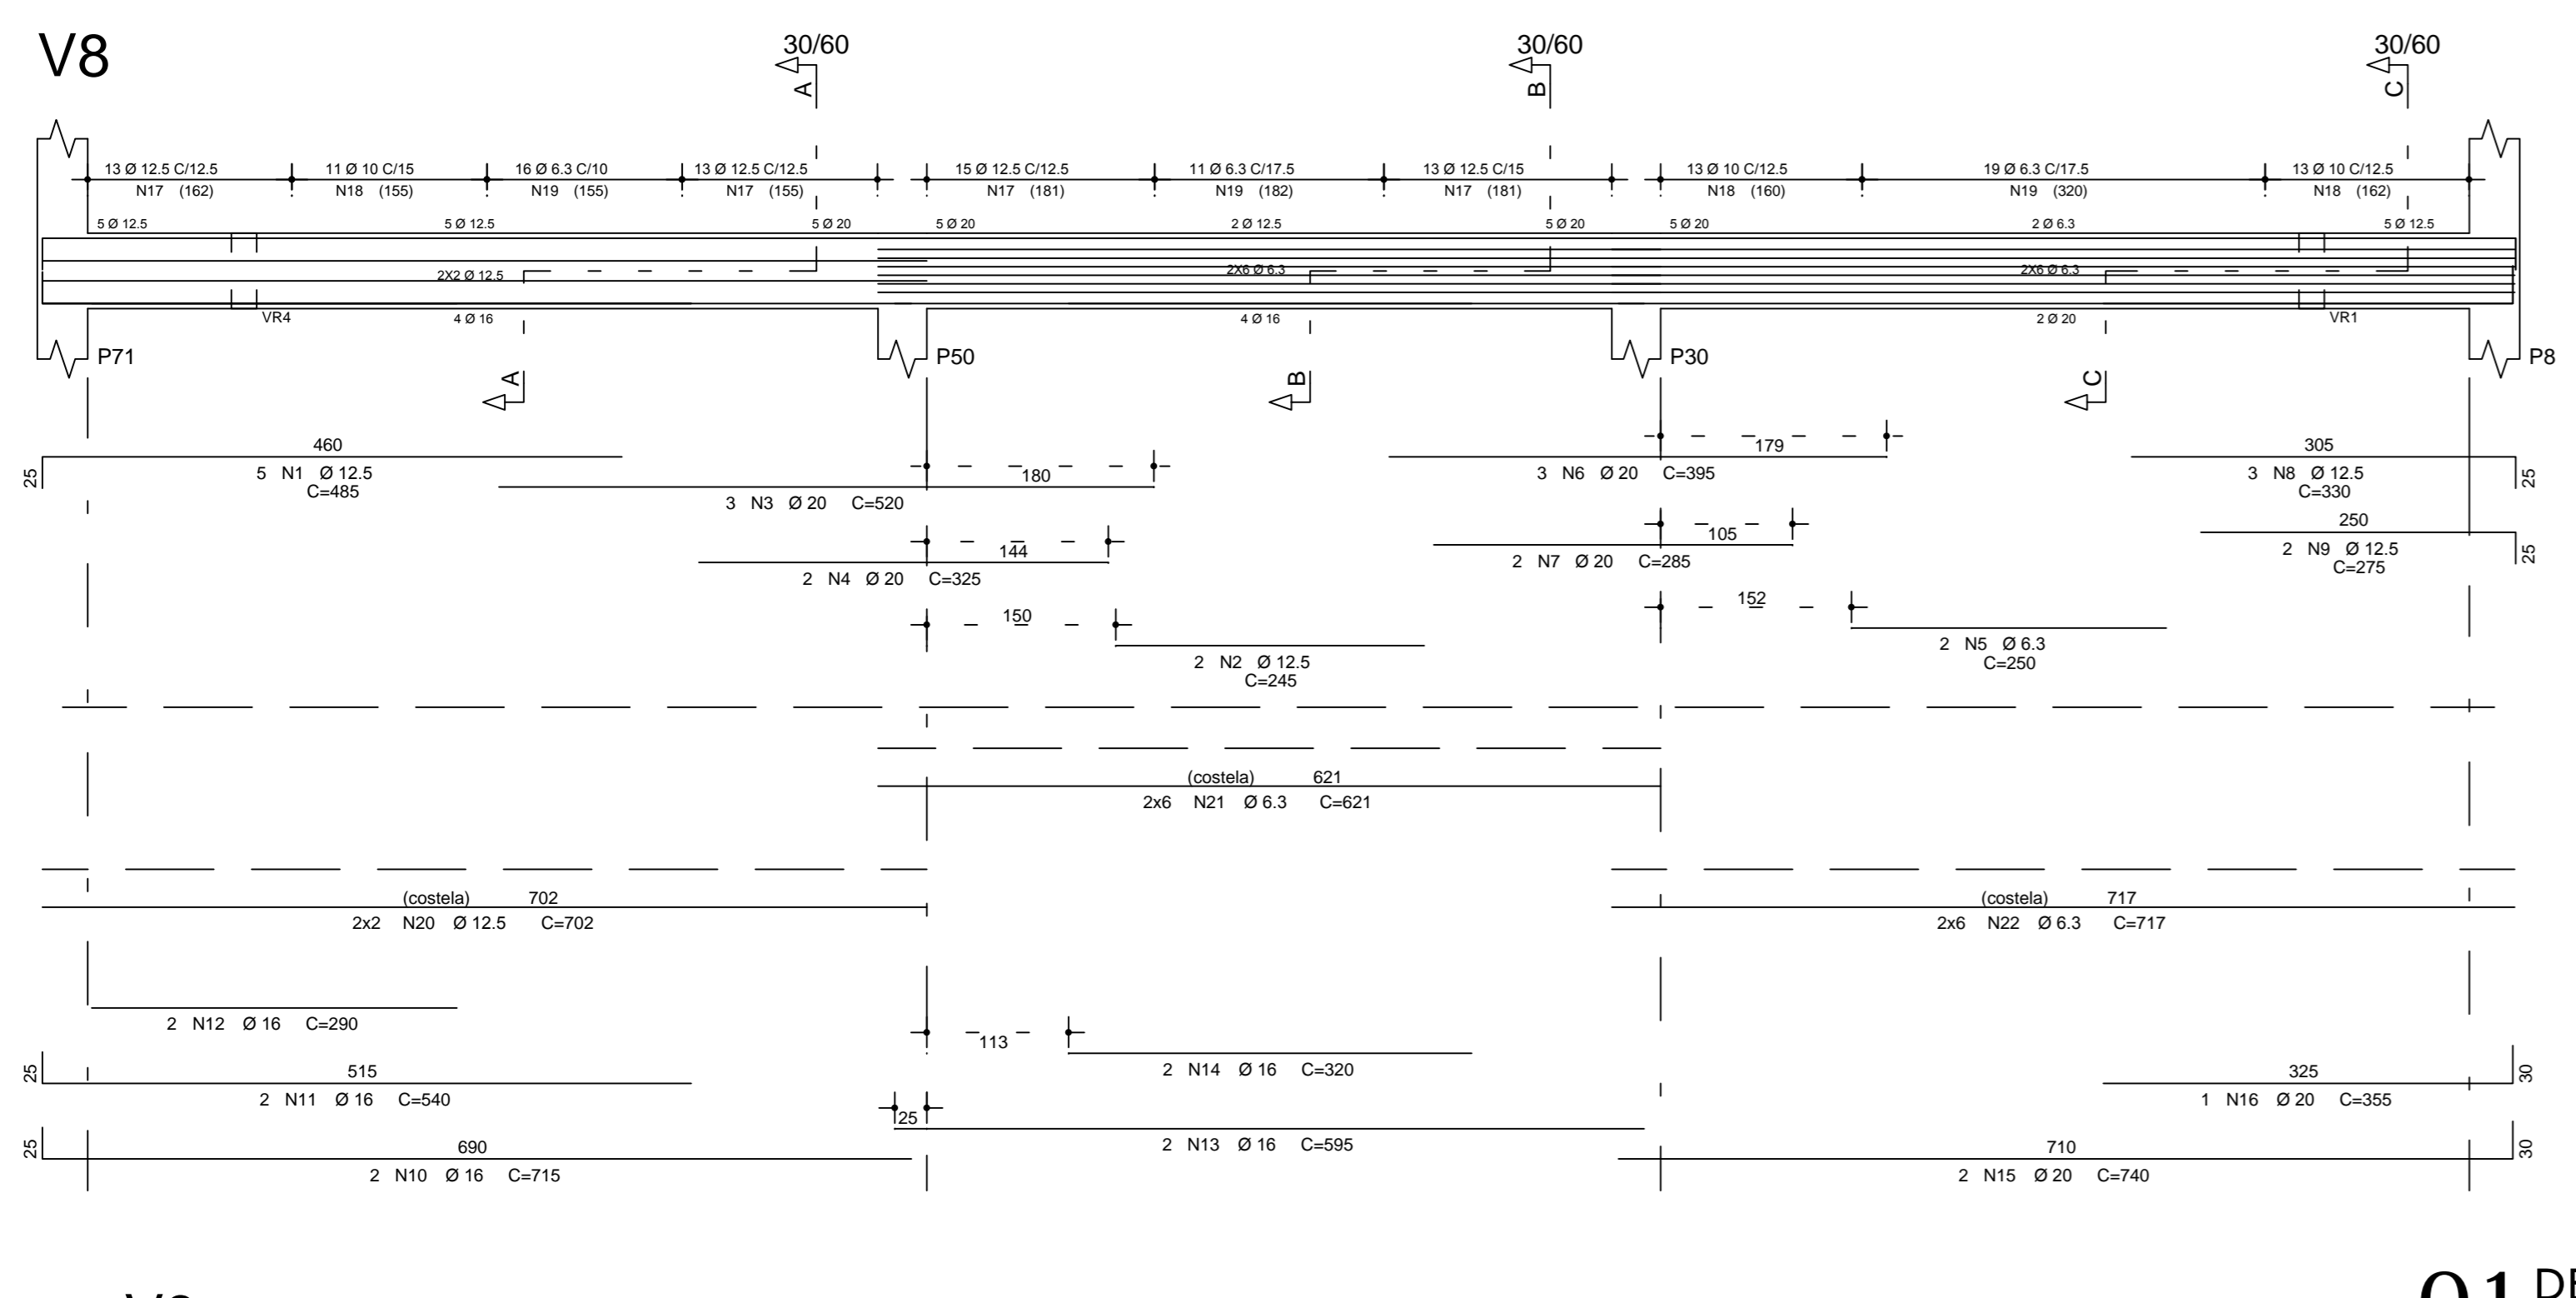 V8
30/60 30/60 30/60
A B C
13 Ø 12.5 C/12.5 11 Ø 10 C/15 16 Ø 6.3 C/10 13 Ø 12.5 C/12.5 15 Ø 12.5 C/12.5 11 Ø 6.3 C/17.5 13 Ø 12.5 C/15 13 Ø 10 C/12.5 19 Ø 6.3 C/17.5 13 Ø 10 C/12.5
N17 (162) N18 (155) N19 (155) N17 (155) N17 (181) N19 (182) N17 (181) N18 (160) N19 (320) N18 (162)
5 Ø 12.5 5 Ø 12.5 5 Ø 20 5 Ø 20 2 Ø 12.5 5 Ø 20 5 Ø 20 2 Ø 6.3 5 Ø 12.5
2X2 Ø 12.5 2X6 Ø 6.3 2X6 Ø 6.3
VR4 4 Ø 16 4 Ø 16 2 Ø 20 VR1
P71 P50 P30 P8
A B C
460 179 305
25 5 N1 Ø 12.5 180 3 N6 Ø 20 C=395 3 N8 Ø 12.5 25
C=485 C=330
3 N3 Ø 20 C=520
250
144 105
2 N4 Ø 20 C=325 2 N7 Ø 20 C=285 2 N9 Ø 12.5 25
C=275
150 152
2 N2 Ø 12.5 2 N5 Ø 6.3
C=245 C=250
(costela) 621
2x6 N21 Ø 6.3 C=621
(costela) 702 (costela) 717
2x2 N20 Ø 12.5 C=702 2x6 N22 Ø 6.3 C=717
2 N12 Ø 16 C=290
113
25 515 2 N14 Ø 16 C=320 325 30
2 N11 Ø 16 C=540 1 N16 Ø 20 C=355
25
25 690 2 N13 Ø 16 C=595 710 30
2 N10 Ø 16 C=715 2 N15 Ø 20 C=740